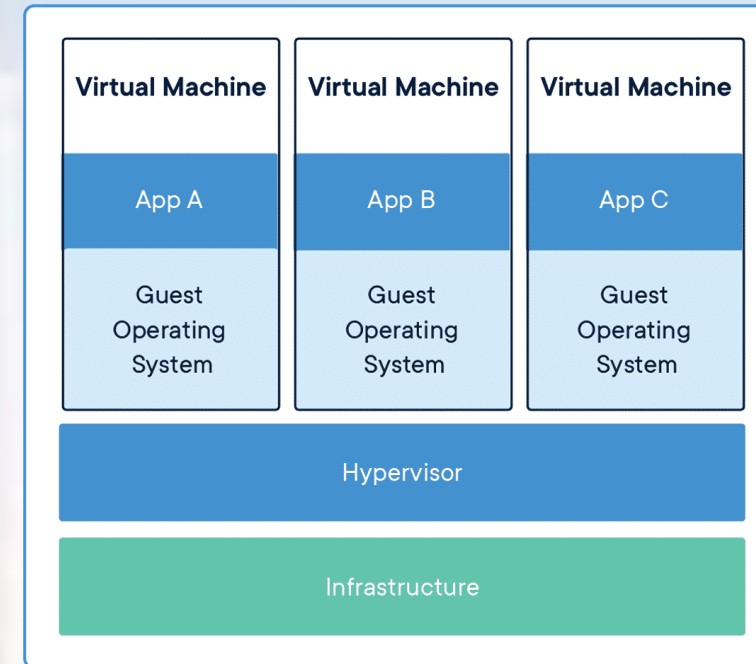 Virtual Machine
App A
Guest
Operating
System
Virtual Machine
App B
Guest
Operating
System
Virtual Machine
App C
Guest
Operating
System
Hypervisor
Infrastructure